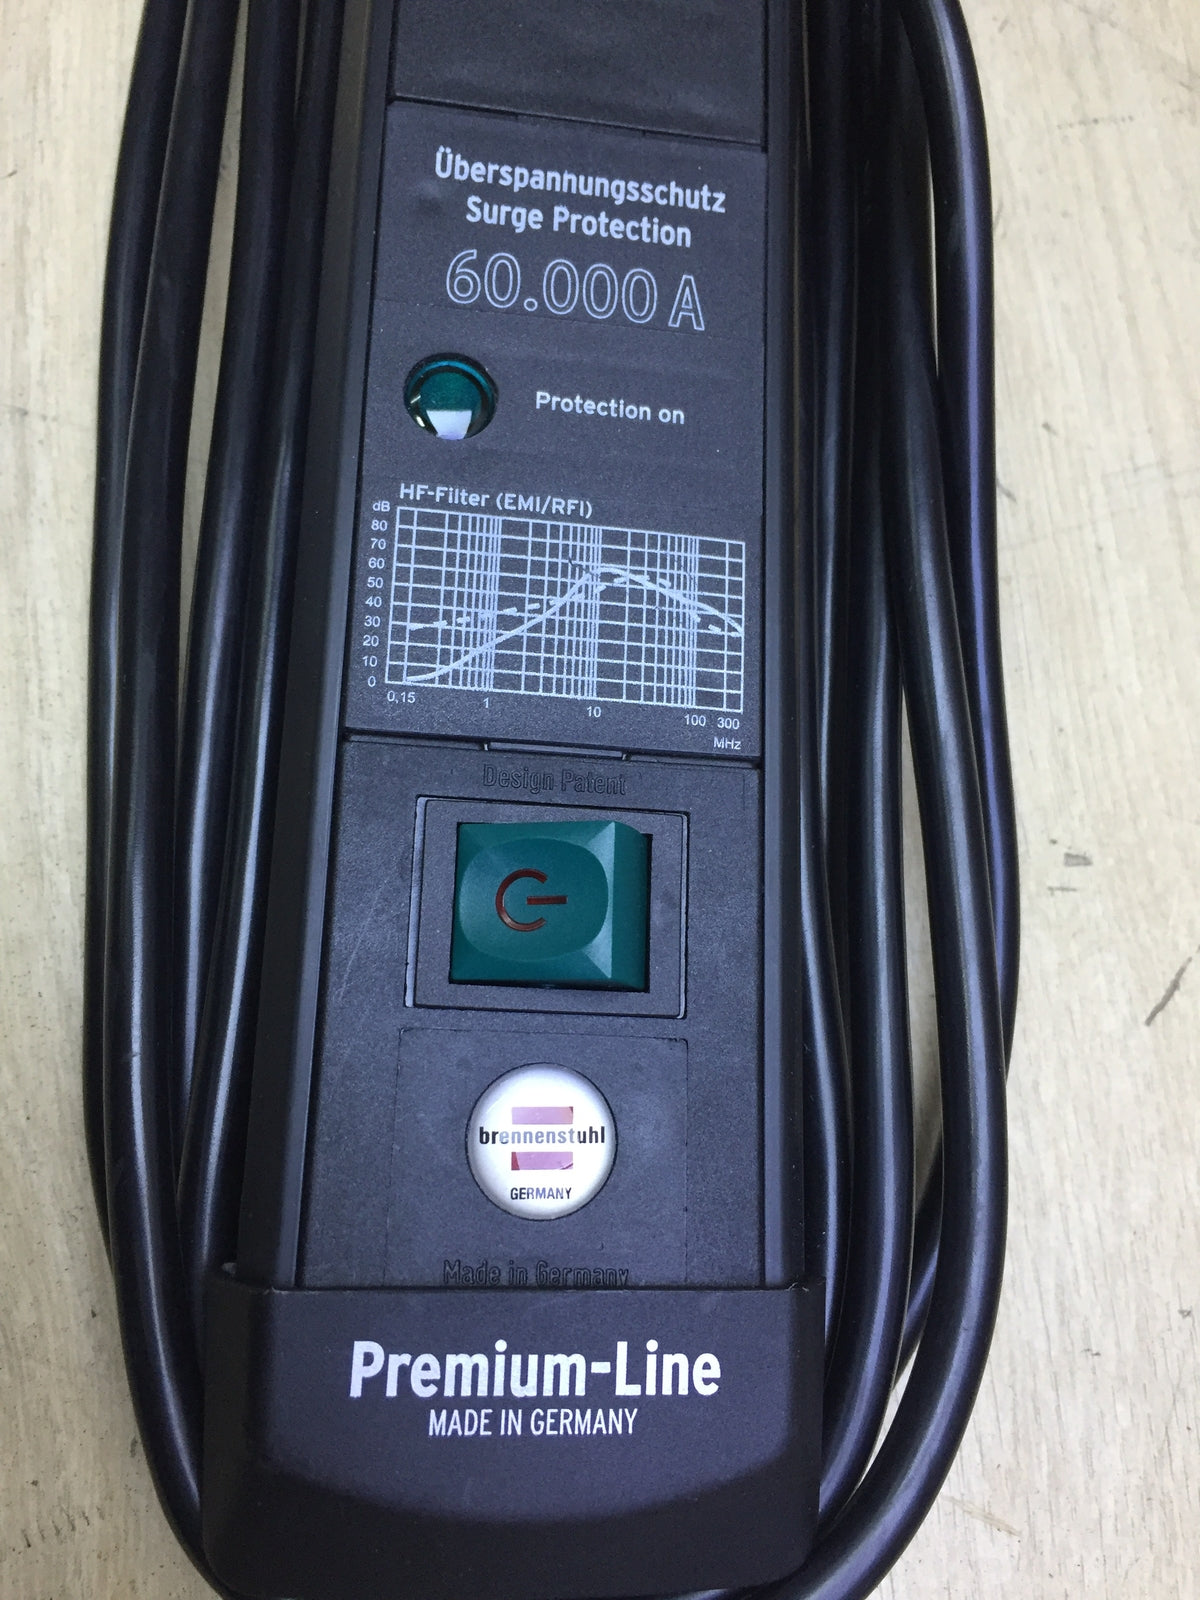 Überspannungsschutz
Surge Protection
60.000 A
Protection on
HF-Filter (EMI/RFI)
dB
80
70
60
50
40
30
20
10
0
0,15 1 10 100 300
MHz
Design Patent
brennenstuhl
GERMANY
Made in Germany
Premium-Line
MADE IN GERMANY